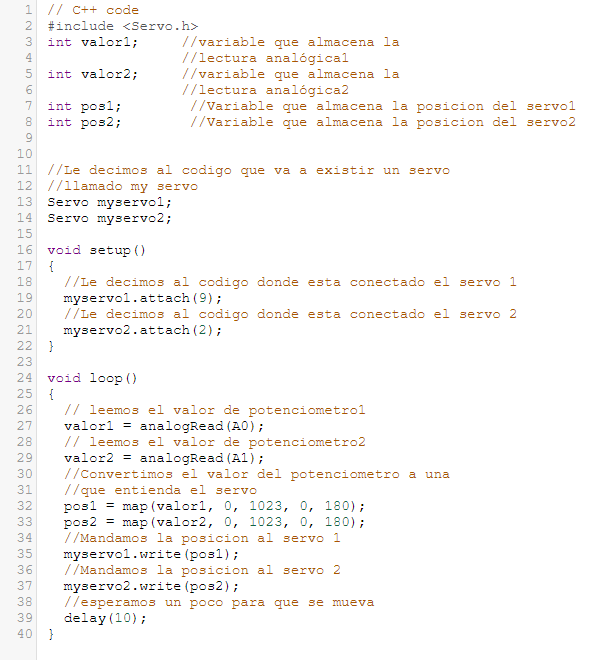 1 // C++ code
2 #include <Servo.h>
3 int valor1;     //variable que almacena la
4                 //lectura analógica1
5 int valor2;     //variable que almacena la
6                 //lectura analógica2
7 int pos1;        //Variable que almacena la posicion del servo1
8 int pos2;        //Variable que almacena la posicion del servo2
9
10
11 //Le decimos al codigo que va a existir un servo
12 //llamado my servo
13 Servo myservo1;
14 Servo myservo2;
15
16 void setup()
17 {
18   //Le decimos al codigo donde esta conectado el servo 1
19   myservo1.attach(9);
20   //Le decimos al codigo donde esta conectado el servo 2
21   myservo2.attach(2);
22 }
23
24 void loop()
25 {
26   // leemos el valor de potenciometro1
27   valor1 = analogRead(A0);
28   // leemos el valor de potenciometro2
29   valor2 = analogRead(A1);
30   //Convertimos el valor del potenciometro a una
31   //que entienda el servo
32   pos1 = map(valor1, 0, 1023, 0, 180);
33   pos2 = map(valor2, 0, 1023, 0, 180);
34   //Mandamos la posicion al servo 1
35   myservo1.write(pos1);
36   //Mandamos la posicion al servo 2
37   myservo2.write(pos2);
38   //esperamos un poco para que se mueva
39   delay(10);
40 }